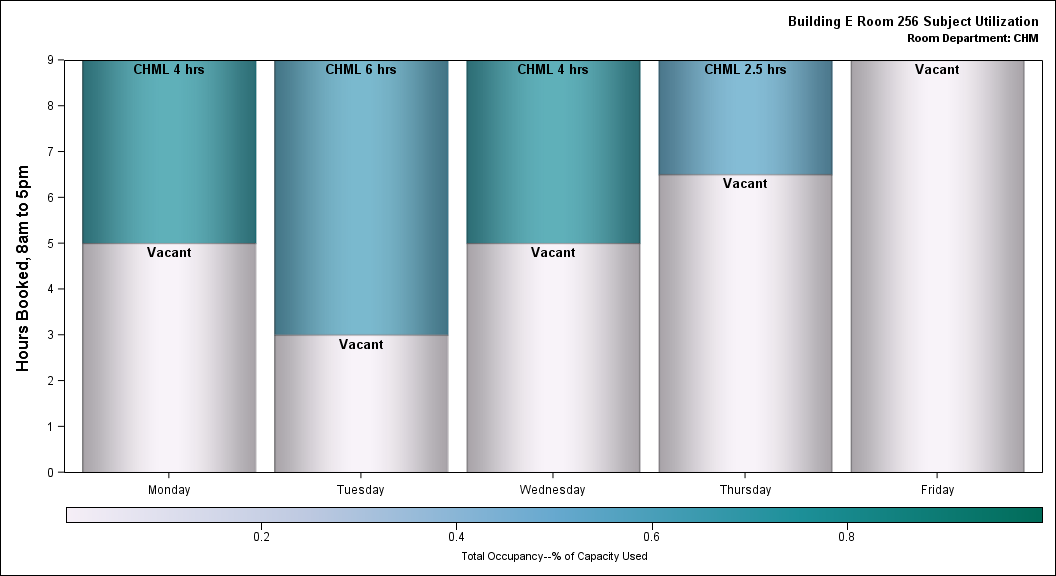 Building E Room 256 Subject Utilization
Room Department: CHM
Hours Booked, 8am to 5pm
9
8
7
6
5
4
3
2
1
0
CHML 4 hrs
CHML 6 hrs
CHML 4 hrs
CHML 2.5 hrs
Vacant
Vacant
Vacant
Vacant
Vacant
Monday
Tuesday
Wednesday
Thursday
Friday
0.2
0.4
0.6
0.8
Total Occupancy--% of Capacity Used